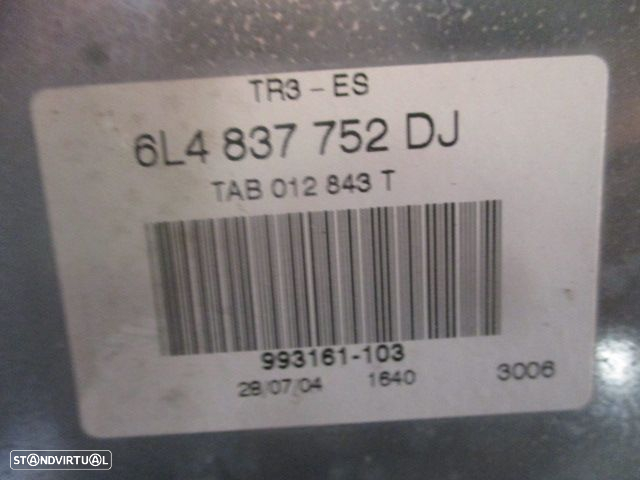 TR3 - ES
6L4 837 752 DJ
TAB 012 843 T
993161-103
28/07/04 1640 3006
STANDVIRTUAL